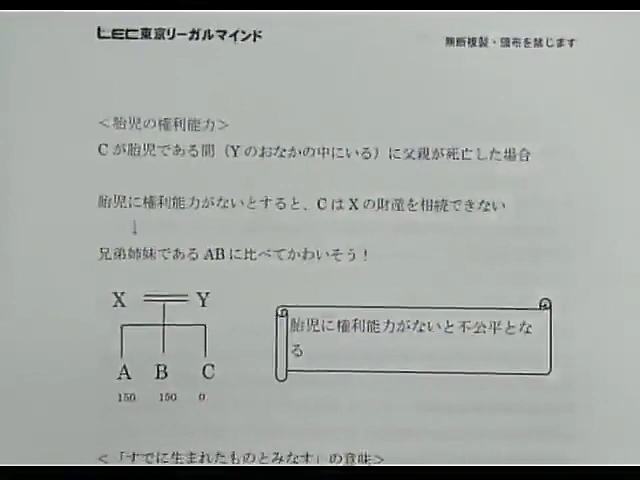 LEC東京リーガルマインド
無断複製・頒布を禁じます
＜胎児の権利能力＞
Cが胎児である間（Yのおなかの中にいる）に父親が死亡した場合
胎児に権利能力がないとすると、CはXの財産を相続できない
↓
兄弟姉妹であるABに比べてかわいそう！
X Y
胎児に権利能力がないと不公平とな
る
A B C
150 150 0
＜「すでに生まれたものとみなす」の意味＞